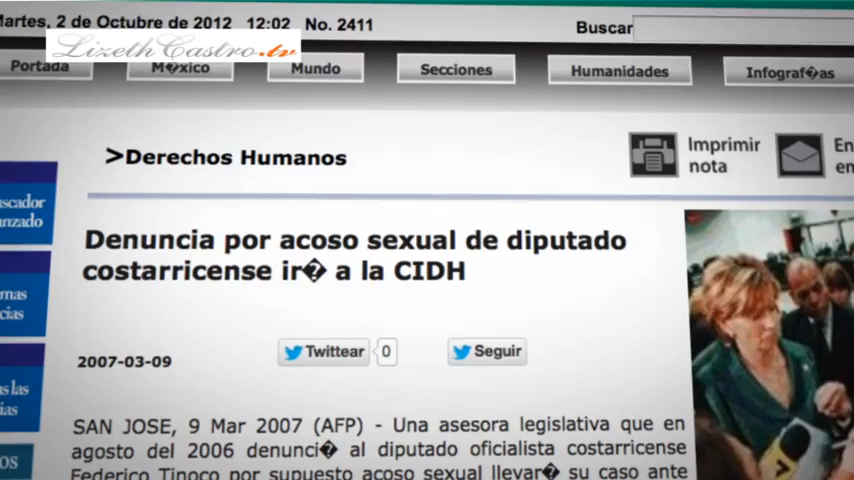 Martes, 2 de Octubre de 2012 12:02 No. 2411
Buscar
LizethCastro.tv
Portada M�xico Mundo Secciones Humanidades Infograf�as
>Derechos Humanos
Imprimir
nota
Denuncia por acoso sexual de diputado
costarricense ir� a la CIDH
2007-03-09
Twittear 0 Seguir
SAN JOSE, 9 Mar 2007 (AFP) - Una asesora legislativa que en
agosto del 2006 denunci� al diputado oficialista costarricense
Federico Tinoco por supuesto acoso sexual llevar� su caso ante